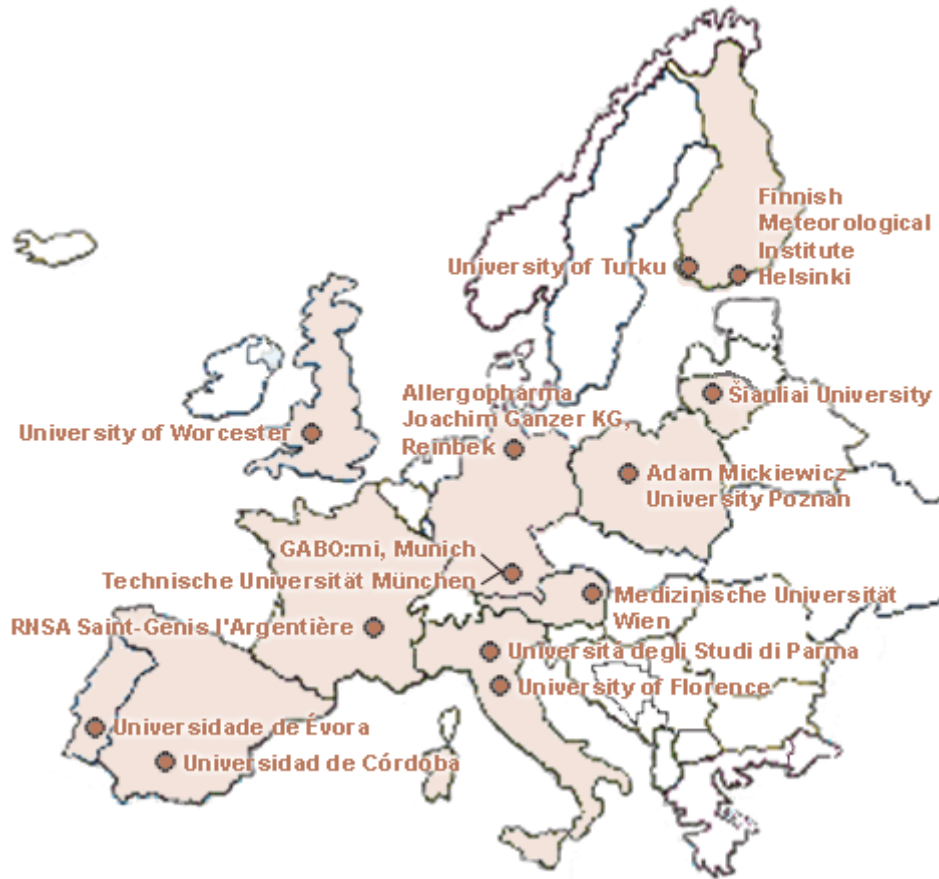 Finnish
Meteorological
Institute
Helsinki
University of Turku
Allergopharma
Joachim Ganzer KG,
Reinbek
Šiauliai University
University of Worcester
Adam Mickiewicz
University Poznan
GABO:mi, Munich
Technische Universität München
Medizinische Universität
Wien
RNSA Saint-Genis l'Argentière
Università degli Studi di Parma
University of Florence
Universidade de Évora
Universidad de Córdoba